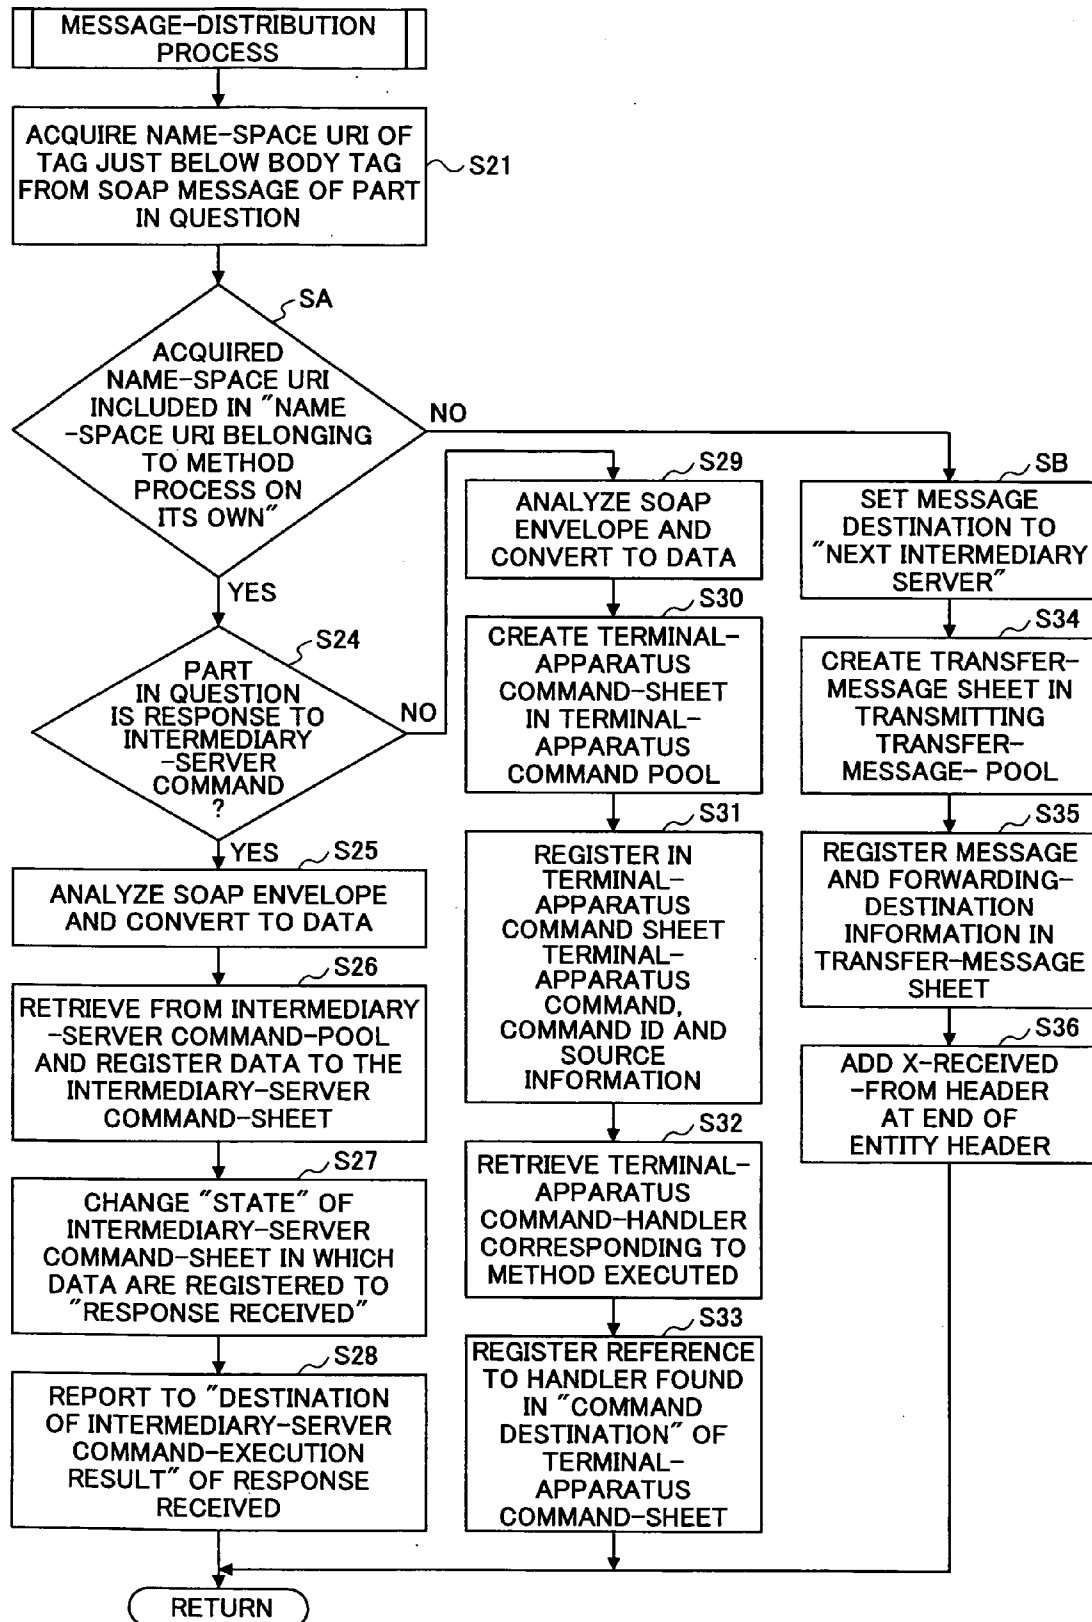 MESSAGE-DISTRIBUTION
PROCESS
ACQUIRE NAME-SPACE URI OF
TAG JUST BELOW BODY TAG
FROM SOAP MESSAGE OF PART
IN QUESTION
S21
SA
ACQUIRED
NAME-SPACE URI
INCLUDED IN "NAME
-SPACE URI BELONGING
TO METHOD
PROCESS ON
ITS OWN"
NO
YES
S24
PART
IN QUESTION
IS RESPONSE TO
INTERMEDIARY
-SERVER
COMMAND
?
NO
YES
S25
ANALYZE SOAP ENVELOPE
AND CONVERT TO DATA
S26
RETRIEVE FROM INTERMEDIARY
-SERVER COMMAND-POOL
AND REGISTER DATA TO THE
INTERMEDIARY-SERVER
COMMAND-SHEET
S27
CHANGE "STATE" OF
INTERMEDIARY-SERVER
COMMAND-SHEET IN WHICH
DATA ARE REGISTERED TO
"RESPONSE RECEIVED"
S28
REPORT TO "DESTINATION
OF INTERMEDIARY-SERVER
COMMAND-EXECUTION
RESULT" OF RESPONSE
RECEIVED
S29
ANALYZE SOAP
ENVELOPE AND
CONVERT TO DATA
S30
CREATE TERMINAL-
APPARATUS
COMMAND-SHEET
IN TERMINAL-
APPARATUS
COMMAND POOL
S31
REGISTER IN
TERMINAL-
APPARATUS
COMMAND SHEET
TERMINAL-
APPARATUS
COMMAND,
COMMAND ID AND
SOURCE
INFORMATION
S32
RETRIEVE TERMINAL-
APPARATUS
COMMAND-HANDLER
CORRESPONDING TO
METHOD EXECUTED
S33
REGISTER REFERENCE
TO HANDLER FOUND
IN "COMMAND
DESTINATION" OF
TERMINAL-
APPARATUS
COMMAND-SHEET
SB
SET MESSAGE
DESTINATION TO
"NEXT INTERMEDIARY
SERVER"
S34
CREATE TRANSFER-
MESSAGE SHEET IN
TRANSMITTING
TRANSFER-
MESSAGE- POOL
S35
REGISTER MESSAGE
AND FORWARDING-
DESTINATION
INFORMATION IN
TRANSFER-MESSAGE
SHEET
S36
ADD X-RECEIVED
-FROM HEADER
AT END OF
ENTITY HEADER
RETURN